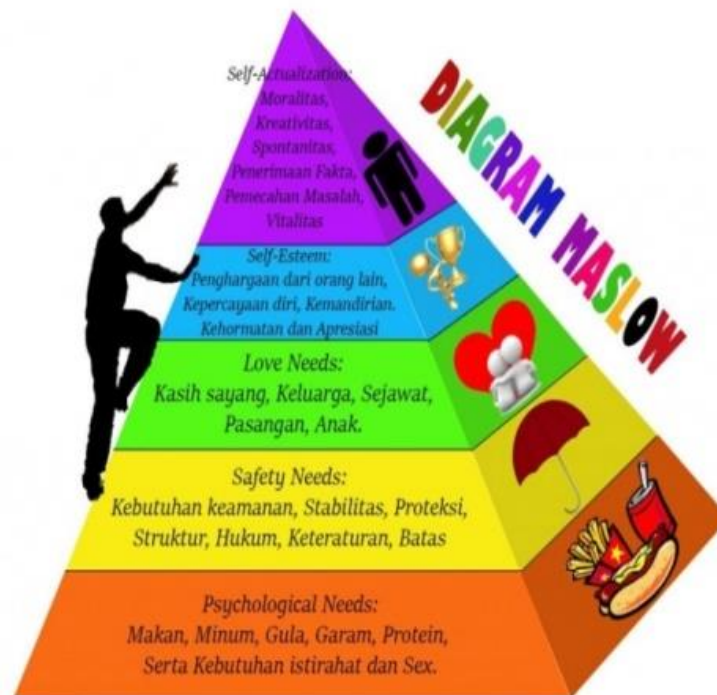 Self-Actualization:
Moralitas,
Kreativitas,
Spontanitas,
Penerimaan Fakta,
Pemecahan Masalah,
Vitalitas
DIAGRAM MASLOW
Self-Esteem:
Penghargaan dari orang lain,
Kepercayaan diri, Kemandirian.
Kehormatan dan Apresiasi
Love Needs:
Kasih sayang, Keluarga, Sejawat,
Pasangan, Anak.
Safety Needs:
Kebutuhan keamanan, Stabilitas, Proteksi,
Struktur, Hukum, Keteraturan, Batas
Psychological Needs:
Makan, Minum, Gula, Garam, Protein,
Serta Kebutuhan istirahat dan Sex.